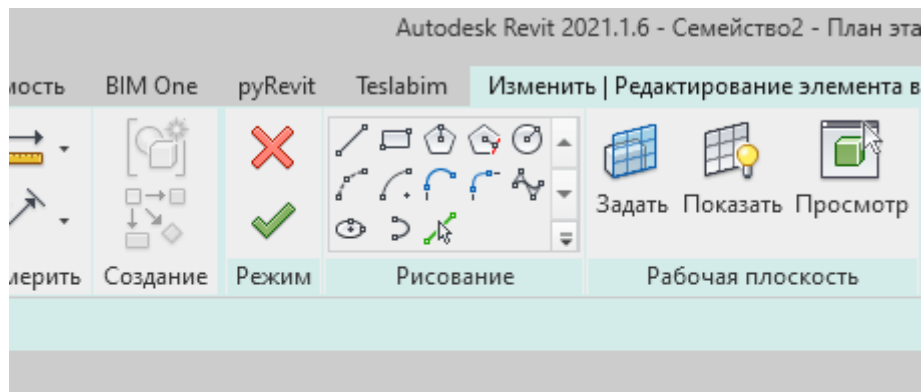 Autodesk Revit 2021.1.6 - Семейство2 - План эта
мость BIM One pyRevit Teslabim Изменить | Редактирование элемента в
Задать Показать Просмотр
мерить Создание Режим Рисование Рабочая плоскость